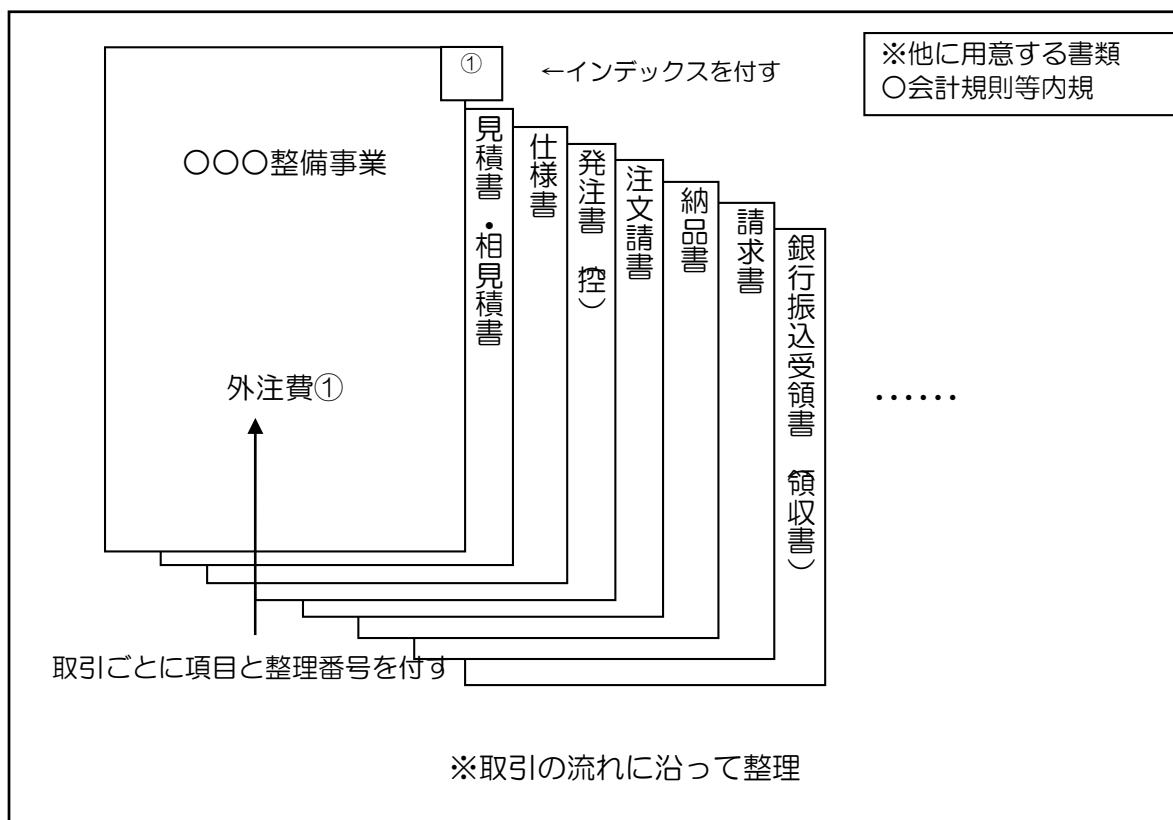 ①
←インデックスを付す
※他に用意する書類
○会計規則等内規
○○○整備事業
外注費①
見積書・相見積書
仕様書
発注書（控）
注文請書
納品書
請求書
銀行振込受領書（領収書）
……
取引ごとに項目と整理番号を付す
※取引の流れに沿って整理